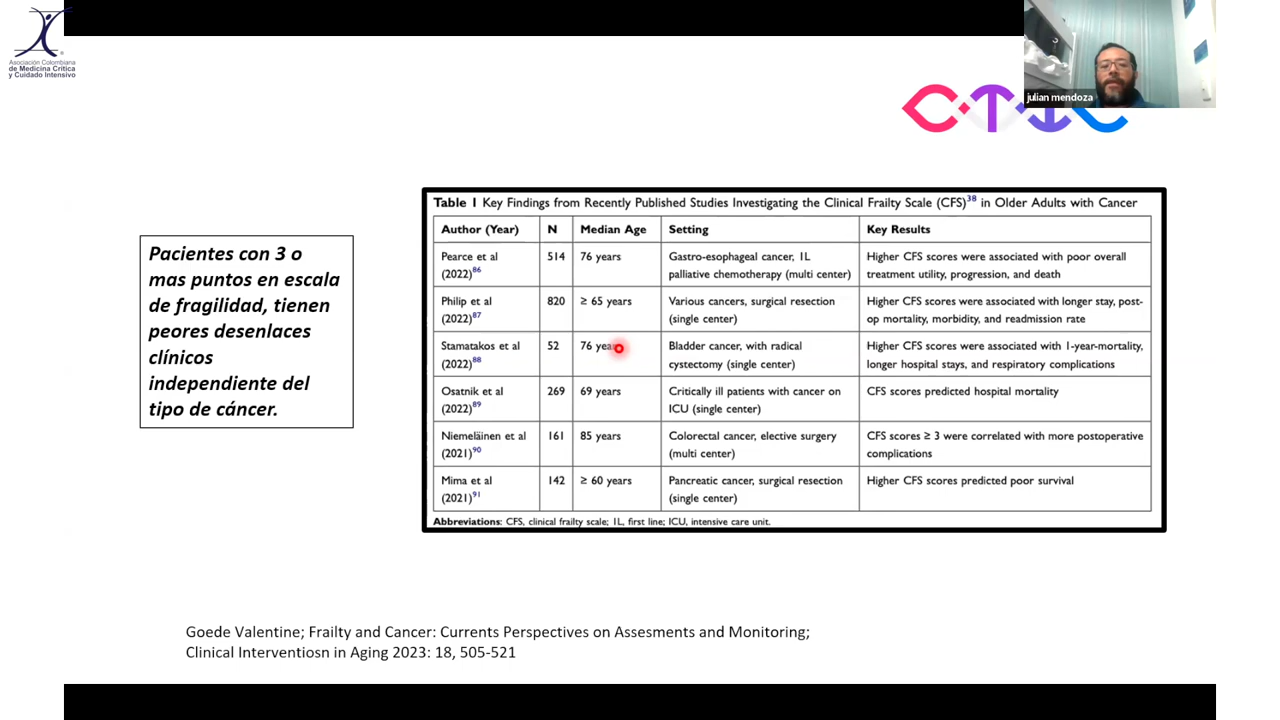 Asociación Colombiana
de Medicina Crítica
y Cuidado Intensivo
julian mendoza
CTIC
Pacientes con 3 o
mas puntos en escala
de fragilidad, tienen
peores desenlaces
clínicos
independiente del
tipo de cáncer.
Table 1 Key Findings from Recently Published Studies Investigating the Clinical Frailty Scale (CFS)38 in Older Adults with Cancer
Author (Year) N Median Age Setting Key Results
Pearce et al 514 76 years Gastro-esophageal cancer, 1L Higher CFS scores were associated with poor overall
(2022)86 palliative chemotherapy (multi center) treatment utility, progression, and death
Philip et al 820 ≥ 65 years Various cancers, surgical resection Higher CFS scores were associated with longer stay, post-
(2022)87 (single center) op mortality, morbidity, and readmission rate
Stamatakos et al 52 76 years Bladder cancer, with radical Higher CFS scores were associated with 1-year-mortality,
(2022)88 cystectomy (single center) longer hospital stays, and respiratory complications
Osatnik et al 269 69 years Critically ill patients with cancer on CFS scores predicted hospital mortality
(2022)89 ICU (single center)
Niemeläinen et al 161 85 years Colorectal cancer, elective surgery CFS scores ≥ 3 were correlated with more postoperative
(2021)90 (multi center) complications
Mima et al 142 ≥ 60 years Pancreatic cancer, surgical resection Higher CFS scores predicted poor survival
(2021)91 (single center)
Abbreviations: CFS, clinical frailty scale; 1L, first line; ICU, intensive care unit.
Goede Valentine; Frailty and Cancer: Currents Perspectives on Assesments and Monitoring;
Clinical Interventiosn in Aging 2023: 18, 505-521